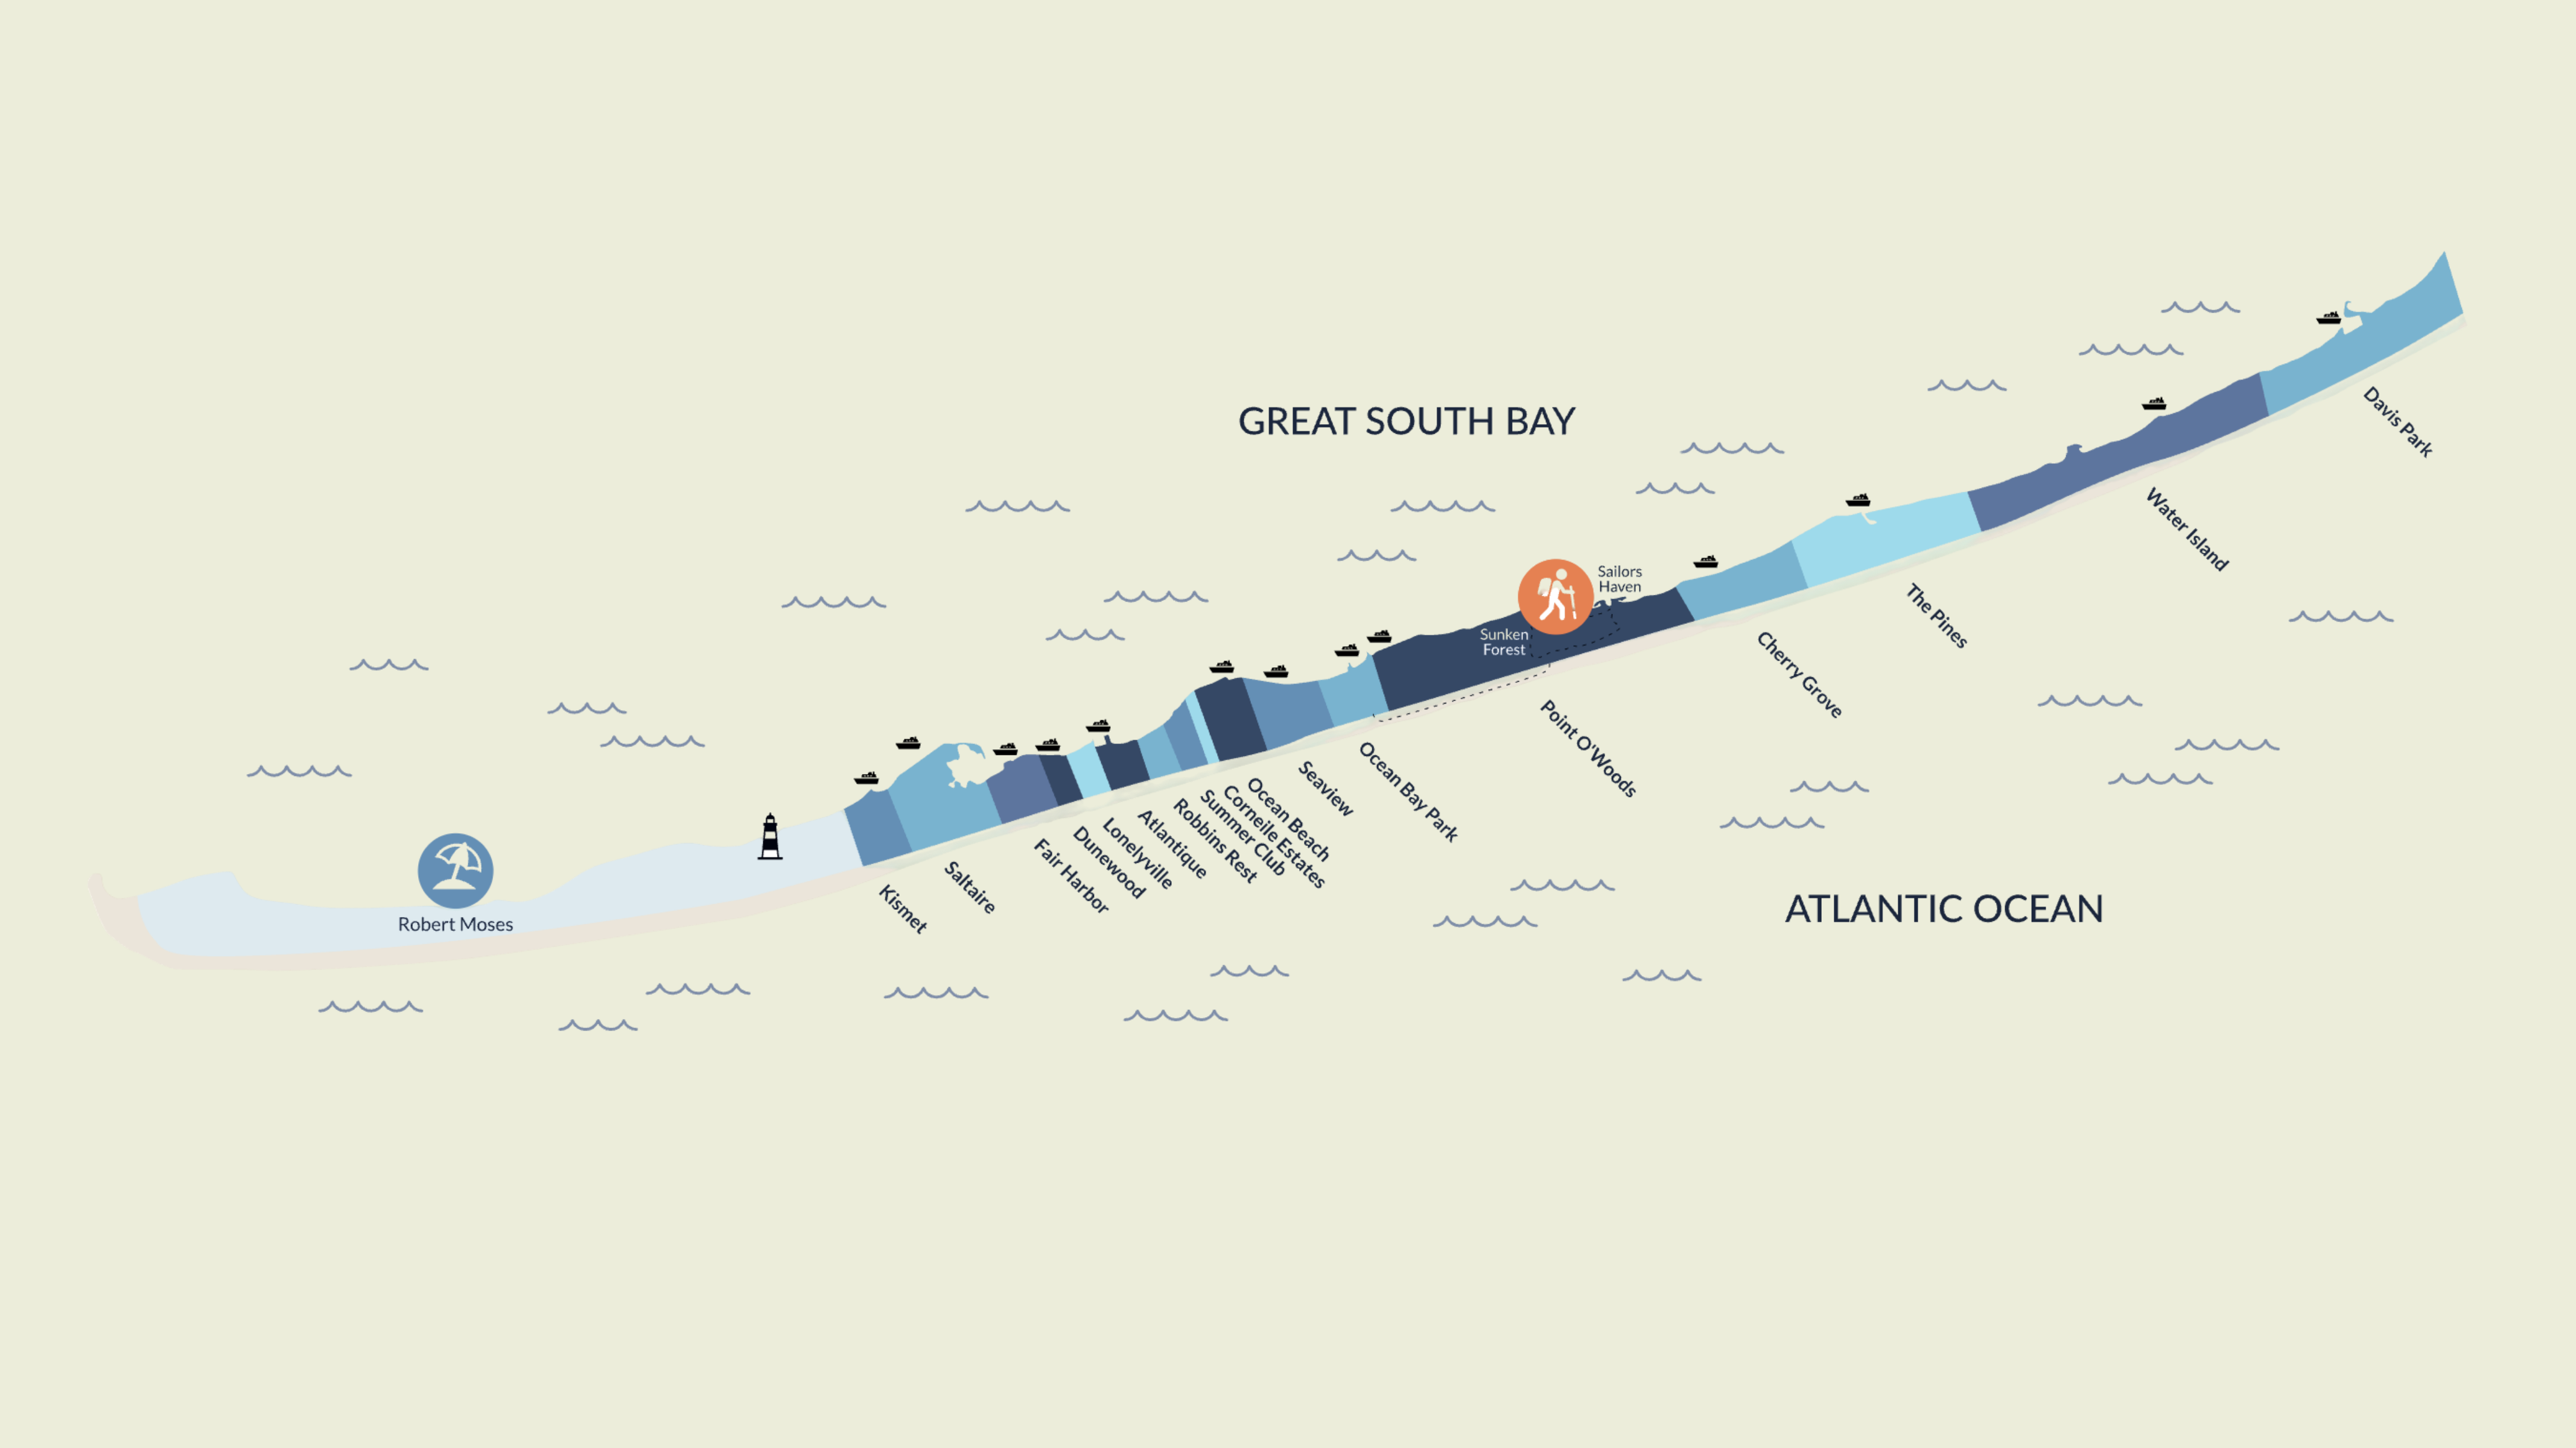 GREAT SOUTH BAY
Davis Park
Water Island
Sailors
Haven
The Pines
Sunken
Forest
Cherry Grove
Point O'Woods
Ocean Bay Park
Seaview
Ocean Beach
Corneile Estates
Summer Club
Robbins Rest
Atlantique
Lonelyville
Dunewood
Fair Harbor
Saltaire
Kismet
Robert Moses
ATLANTIC OCEAN